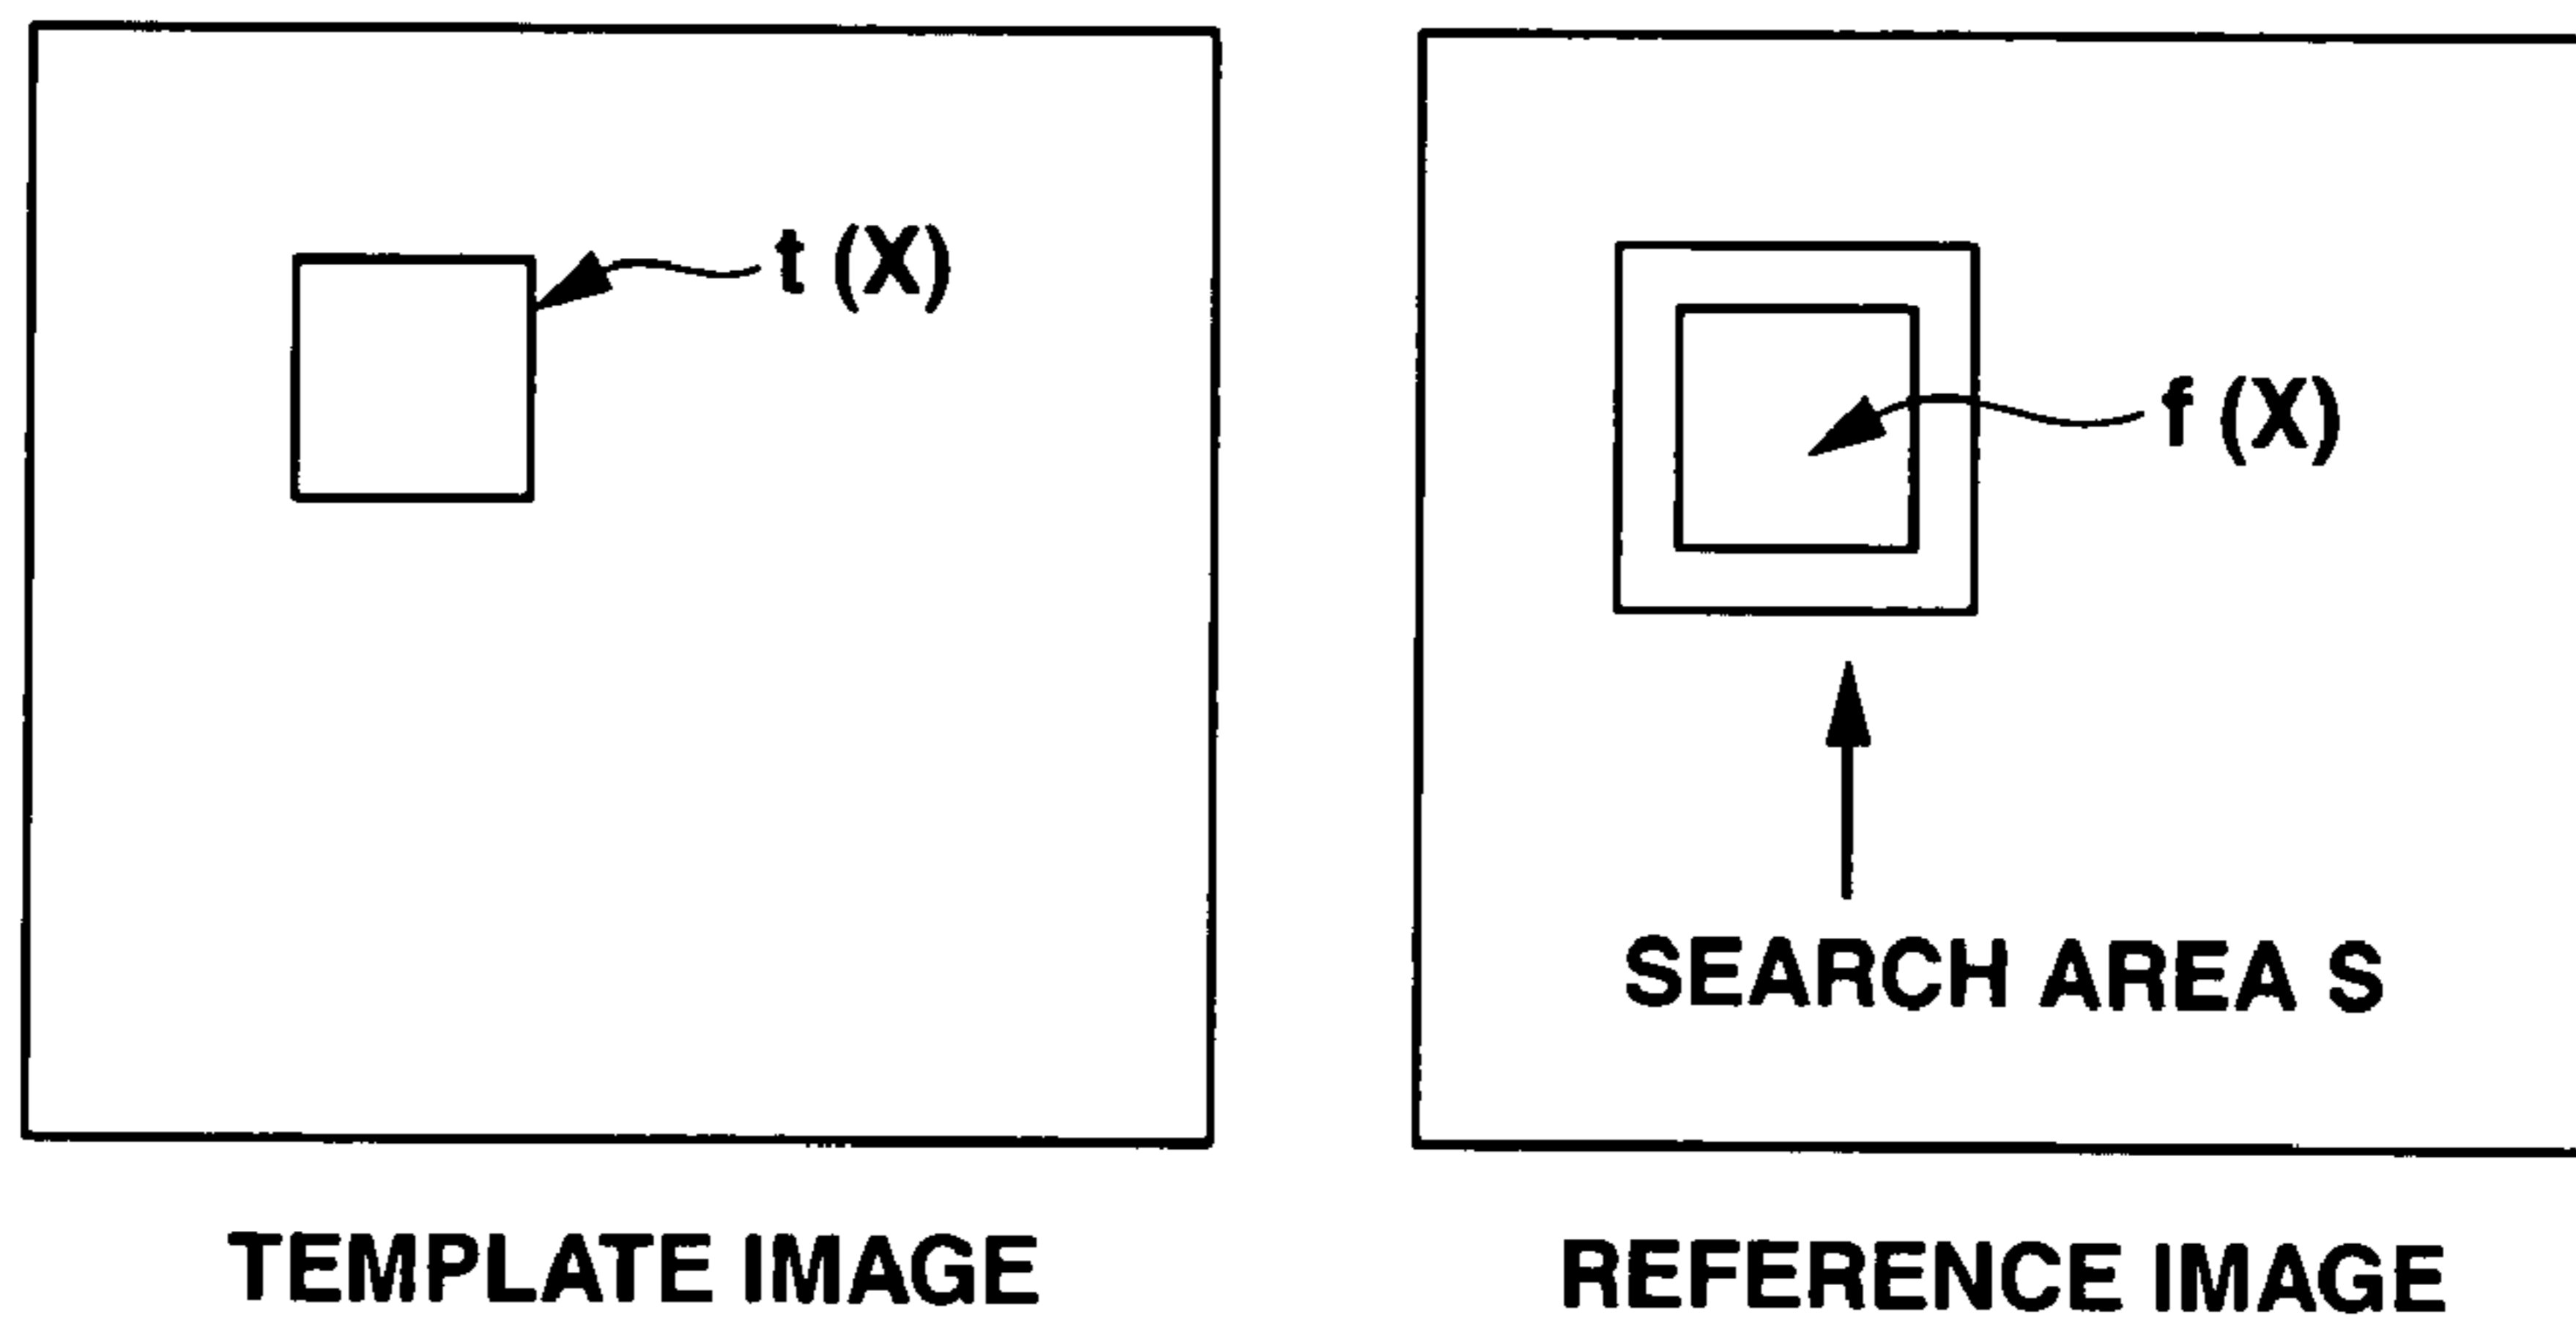 t (X)
f (X)
SEARCH AREA S
TEMPLATE IMAGE
REFERENCE IMAGE